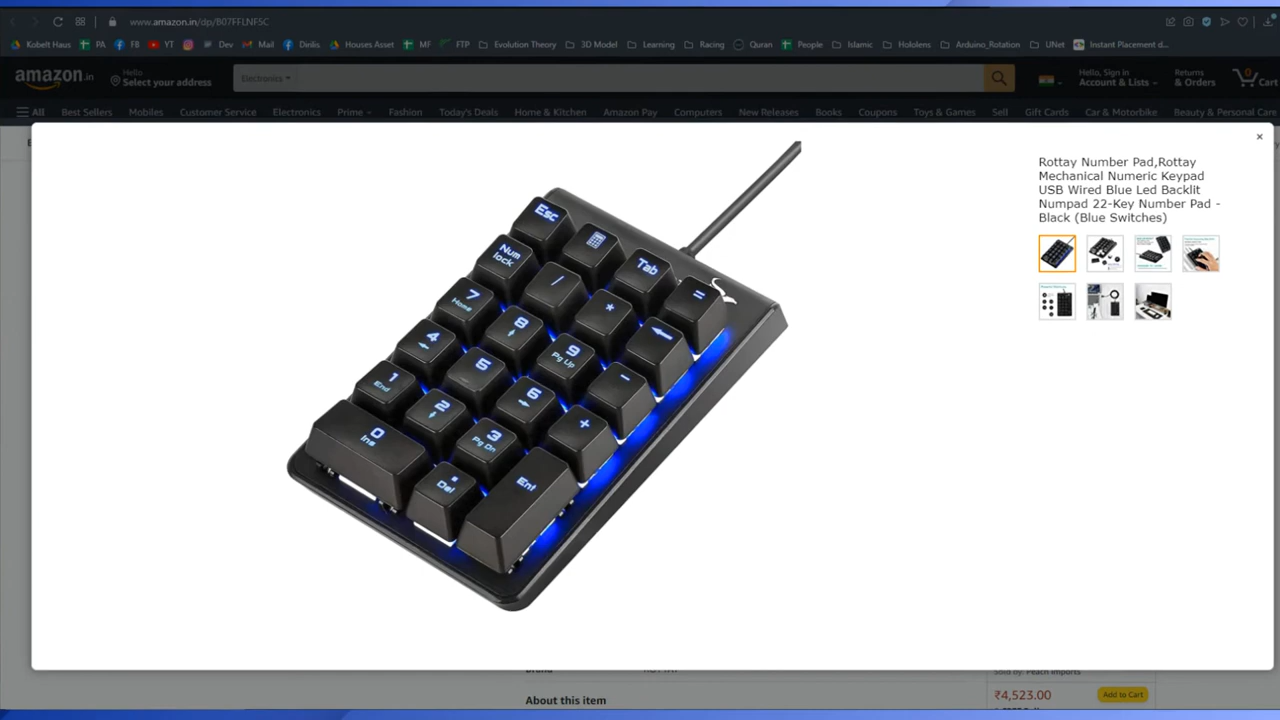 www.amazon.in/dp/B07FFLNF5C
Kobelt Haus PA FB YT Dev Mail Dirilis Houses Asset MF FTP Evolution Theory 3D Model Learning Racing Quran People Islamic Hololens Arduino_Rotation UNet Instant Placement d...
amazon.in
Hello
Select your address
Electronics
Hello, Sign in
Account & Lists
Returns
& Orders
0
Cart
All Best Sellers Mobiles Customer Service Electronics Prime Fashion Today's Deals Home & Kitchen Amazon Pay Computers New Releases Books Coupons Toys & Games Sell Gift Cards Car & Motorbike Beauty & Personal Care
Rottay Number Pad,Rottay
Mechanical Numeric Keypad
USB Wired Blue Led Backlit
Numpad 22-Key Number Pad -
Black (Blue Switches)
Esc
Tab =
Num
lock / * ←
7
Home
8
9
Pg Up
-
4
5
6
+
1
End
2
3
Pg Dn
Ent
0
Ins
.
Del
Sold by: Peach Imports
About this item
₹4,523.00
Add to Cart